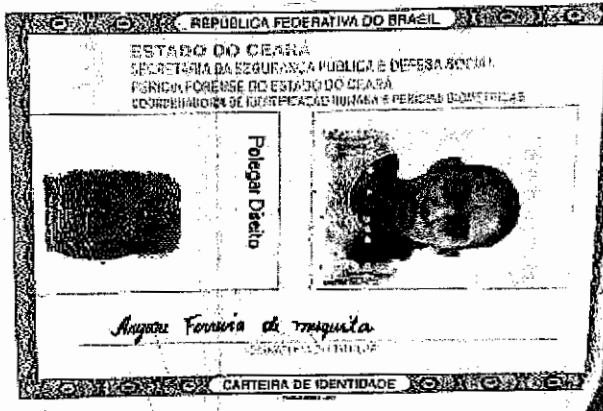 REPÚBLICA FEDERATIVA DO BRASIL
ESTADO DO CEARÁ
SECRETARIA DA SEGURANÇA PÚBLICA E DEFESA SOCIAL
PERÍCIA FORENSE DO ESTADO DO CEARÁ
COORDENADORIA DE IDENTIFICAÇÃO HUMANA E PERÍCIAS BIOMÉTRICAS
Polegar Direito
Ferreira de mesquita
CARTEIRA DE IDENTIDADE